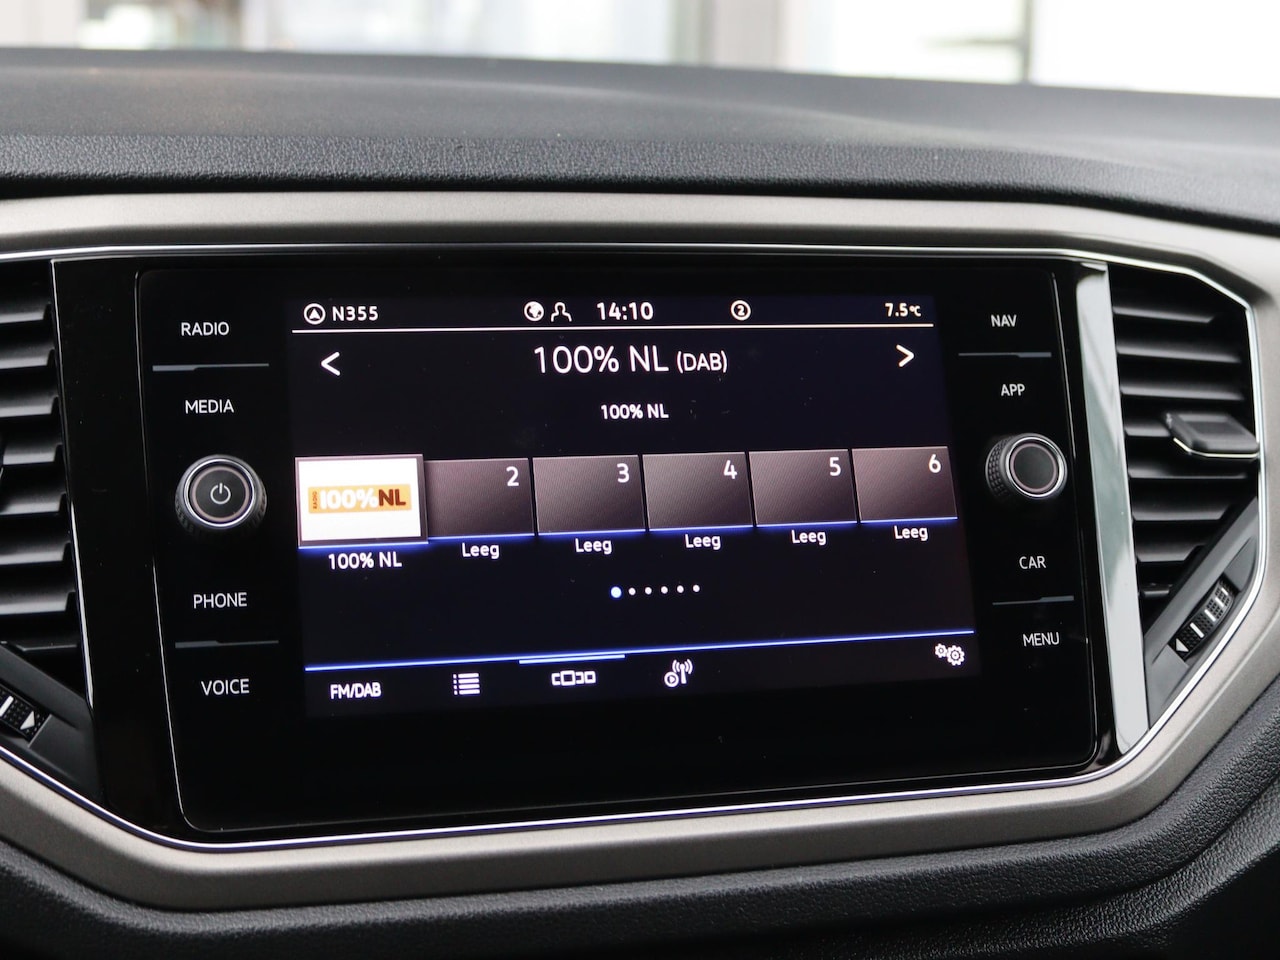 N355 14:10 2 7.5°C
100% NL (DAB)
100% NL
RADIO
MEDIA
PHONE
VOICE
RADIO 100%NL 2 3 4 5 6
100% NL Leeg Leeg Leeg Leeg Leeg
FM/DAB
NAV
APP
CAR
MENU